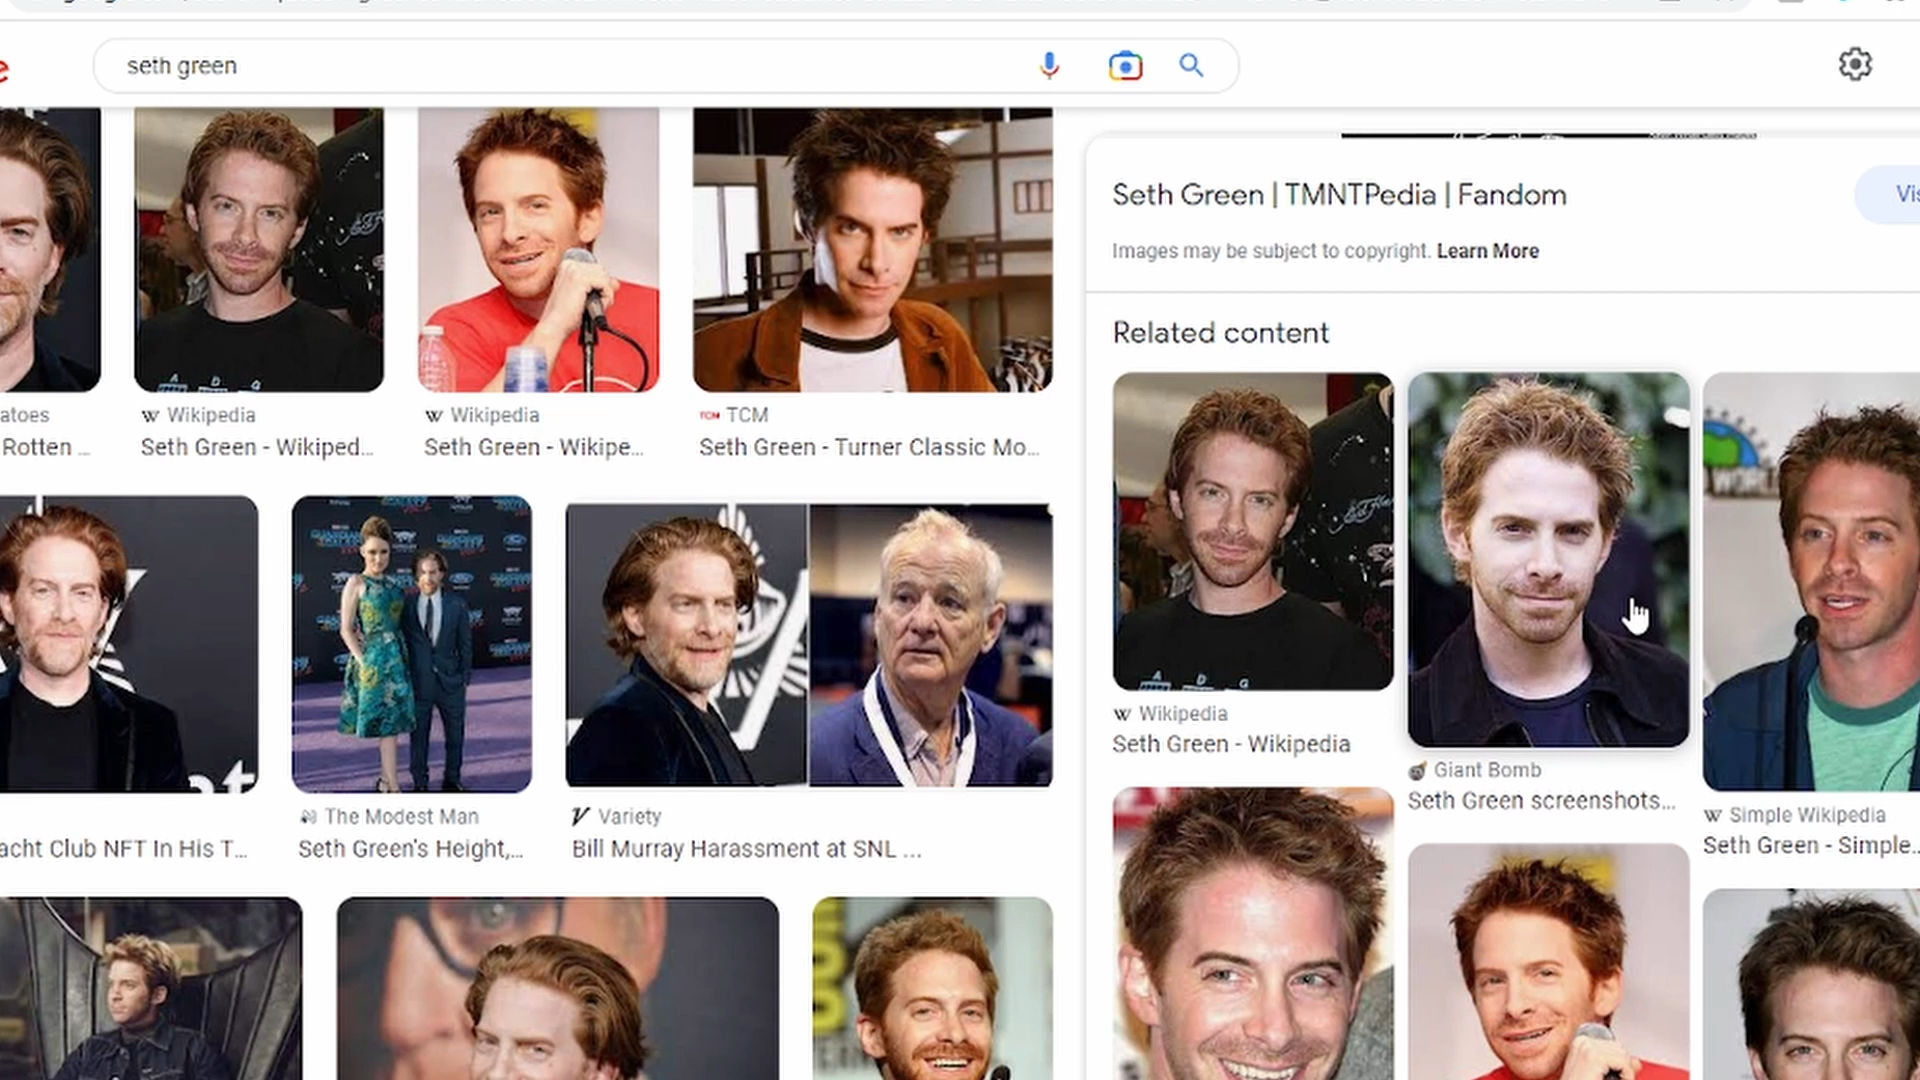 seth green
Seth Green | TMNTPedia | Fandom
Vis
Images may be subject to copyright. Learn More
Related content
atoes
Rotten ...
Wikipedia
Seth Green - Wikiped...
Wikipedia
Seth Green - Wikipe...
TCM
TCM
Seth Green - Turner Classic Mo...
A D G
WORL
A D G
Wikipedia
Seth Green - Wikipedia
Giant Bomb
Seth Green screenshots...
Simple Wikipedia
Seth Green - Simple...
acht Club NFT In His T...
The Modest Man
Seth Green's Height,...
Variety
Bill Murray Harassment at SNL ...